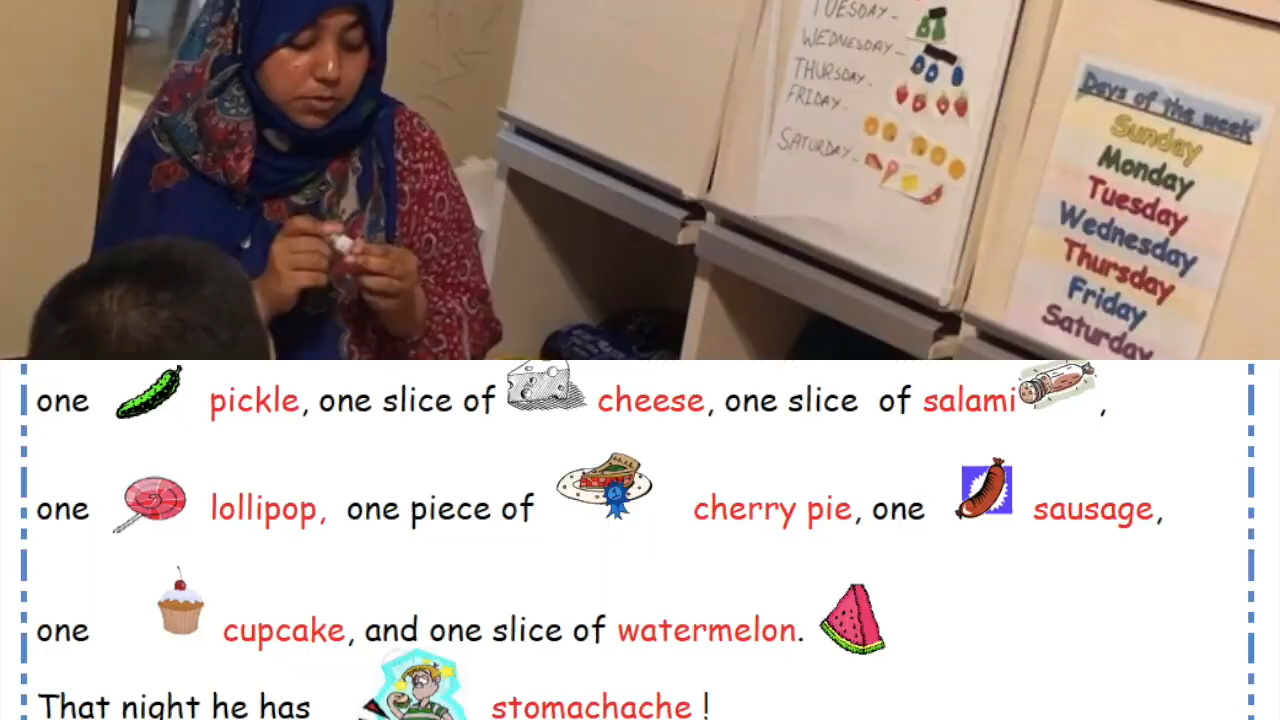 TUESDAY -
WEDNESDAY -
THURSDAY -
FRIDAY -
SATURDAY -
Days of the week
Sunday
Monday
Tuesday
Wednesday
Thursday
Friday
Saturday
one pickle, one slice of cheese, one slice of salami,
one lollipop, one piece of cherry pie, one sausage,
one cupcake, and one slice of watermelon.
That night he has stomachache !